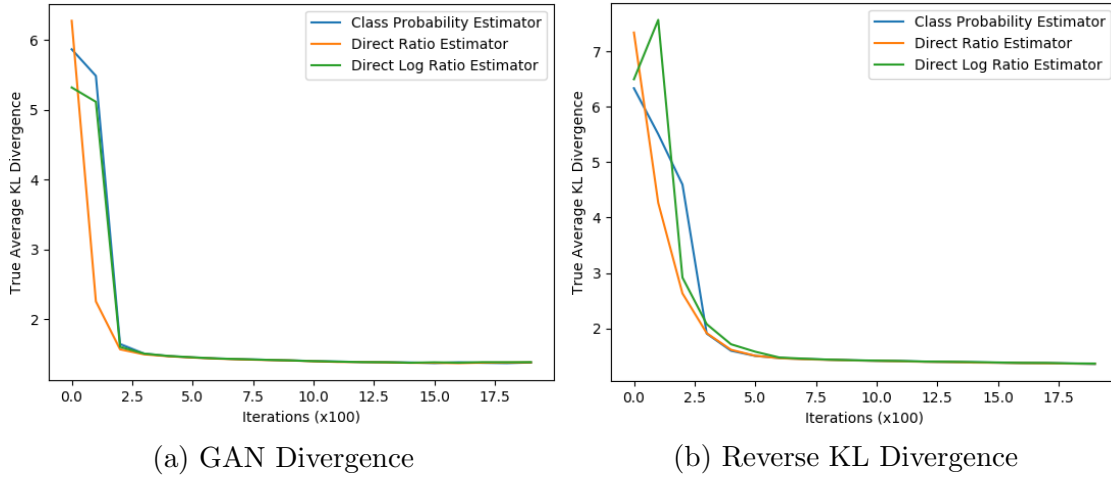 Class Probability Estimator
Direct Ratio Estimator
Direct Log Ratio Estimator
True Average KL Divergence
6
5
4
3
2
0.0 2.5 5.0 7.5 10.0 12.5 15.0 17.5
Iterations (x100)
(a) GAN Divergence
Class Probability Estimator
Direct Ratio Estimator
Direct Log Ratio Estimator
True Average KL Divergence
7
6
5
4
3
2
0.0 2.5 5.0 7.5 10.0 12.5 15.0 17.5
Iterations (x100)
(b) Reverse KL Divergence